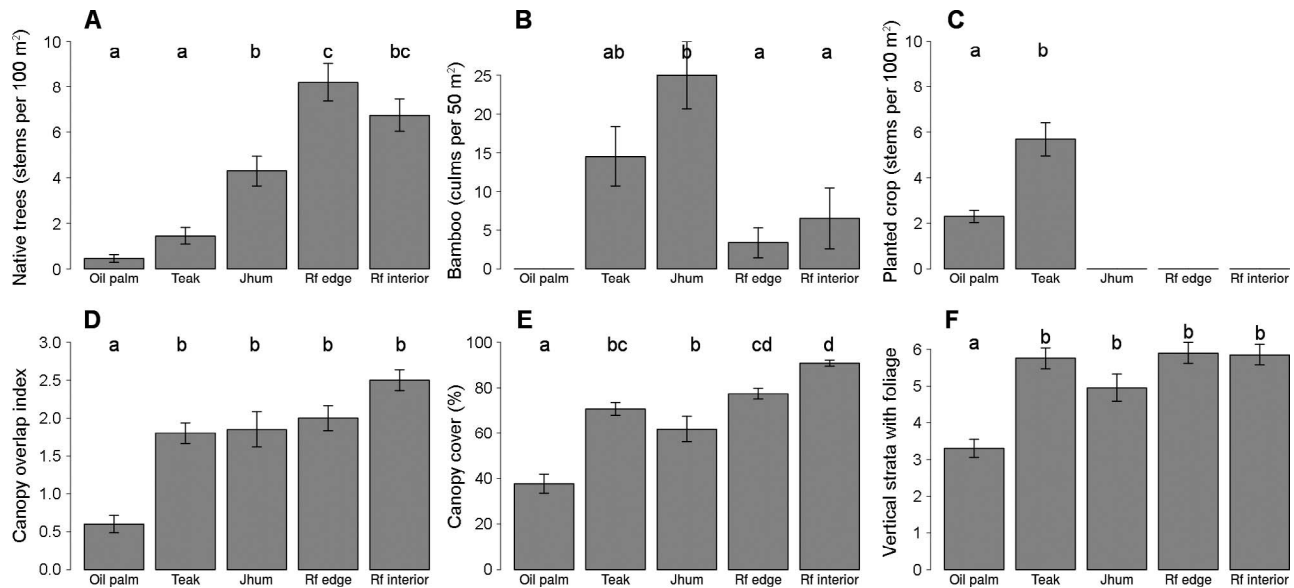 A
Native trees (stems per 100 m²)
10
8
6
4
2
0
a a b c bc
Oil palm Teak Jhum Rf edge Rf interior
B
Bamboo (culms per 50 m²)
25
20
15
10
5
0
ab b a a
Oil palm Teak Jhum Rf edge Rf interior
C
Planted crop (stems per 100 m²)
10
8
6
4
2
0
a b
Oil palm Teak Jhum Rf edge Rf interior
D
Canopy overlap index
3.0
2.5
2.0
1.5
1.0
0.5
0.0
a b b b b
Oil palm Teak Jhum Rf edge Rf interior
E
Canopy cover (%)
100
80
60
40
20
0
a bc b cd d
Oil palm Teak Jhum Rf edge Rf interior
F
Vertical strata with foliage
6
5
4
3
2
1
0
a b b b b
Oil palm Teak Jhum Rf edge Rf interior